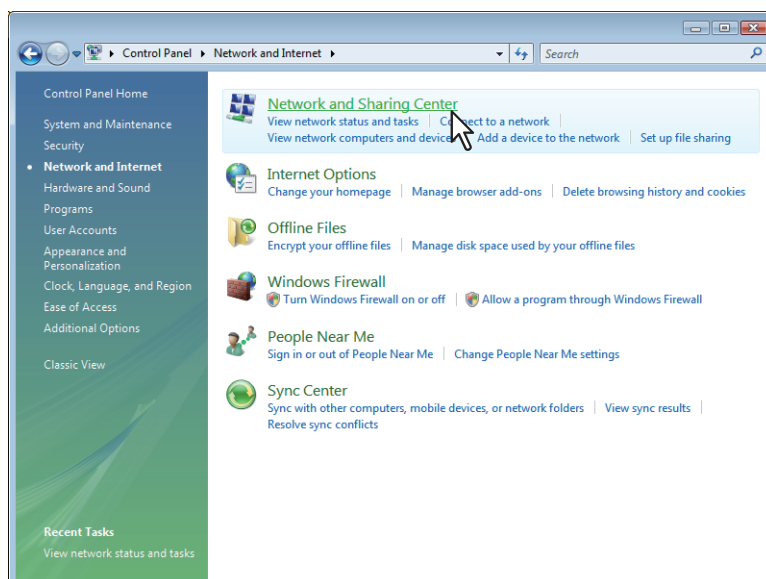 Control Panel Network and Internet Search
Control Panel Home
System and Maintenance
Security
Network and Internet
Hardware and Sound
Programs
User Accounts
Appearance and
Personalization
Clock, Language, and Region
Ease of Access
Additional Options
Classic View
Recent Tasks
View network status and tasks
Network and Sharing Center
View network status and tasks to a network
View network computers and Add a device to the network Set up file sharing
Internet Options
Change your homepage Manage browser add-ons Delete browsing history and cookies
Offline Files
Encrypt your offline files Manage disk space used by your offline files
Windows Firewall
Turn Windows Firewall on or off Allow a program through Windows Firewall
People Near Me
Sign in or out of People Near Me Change People Near Me settings
Sync Center
Sync with other computers, mobile devices, or network folders View sync results
Resolve sync conflicts